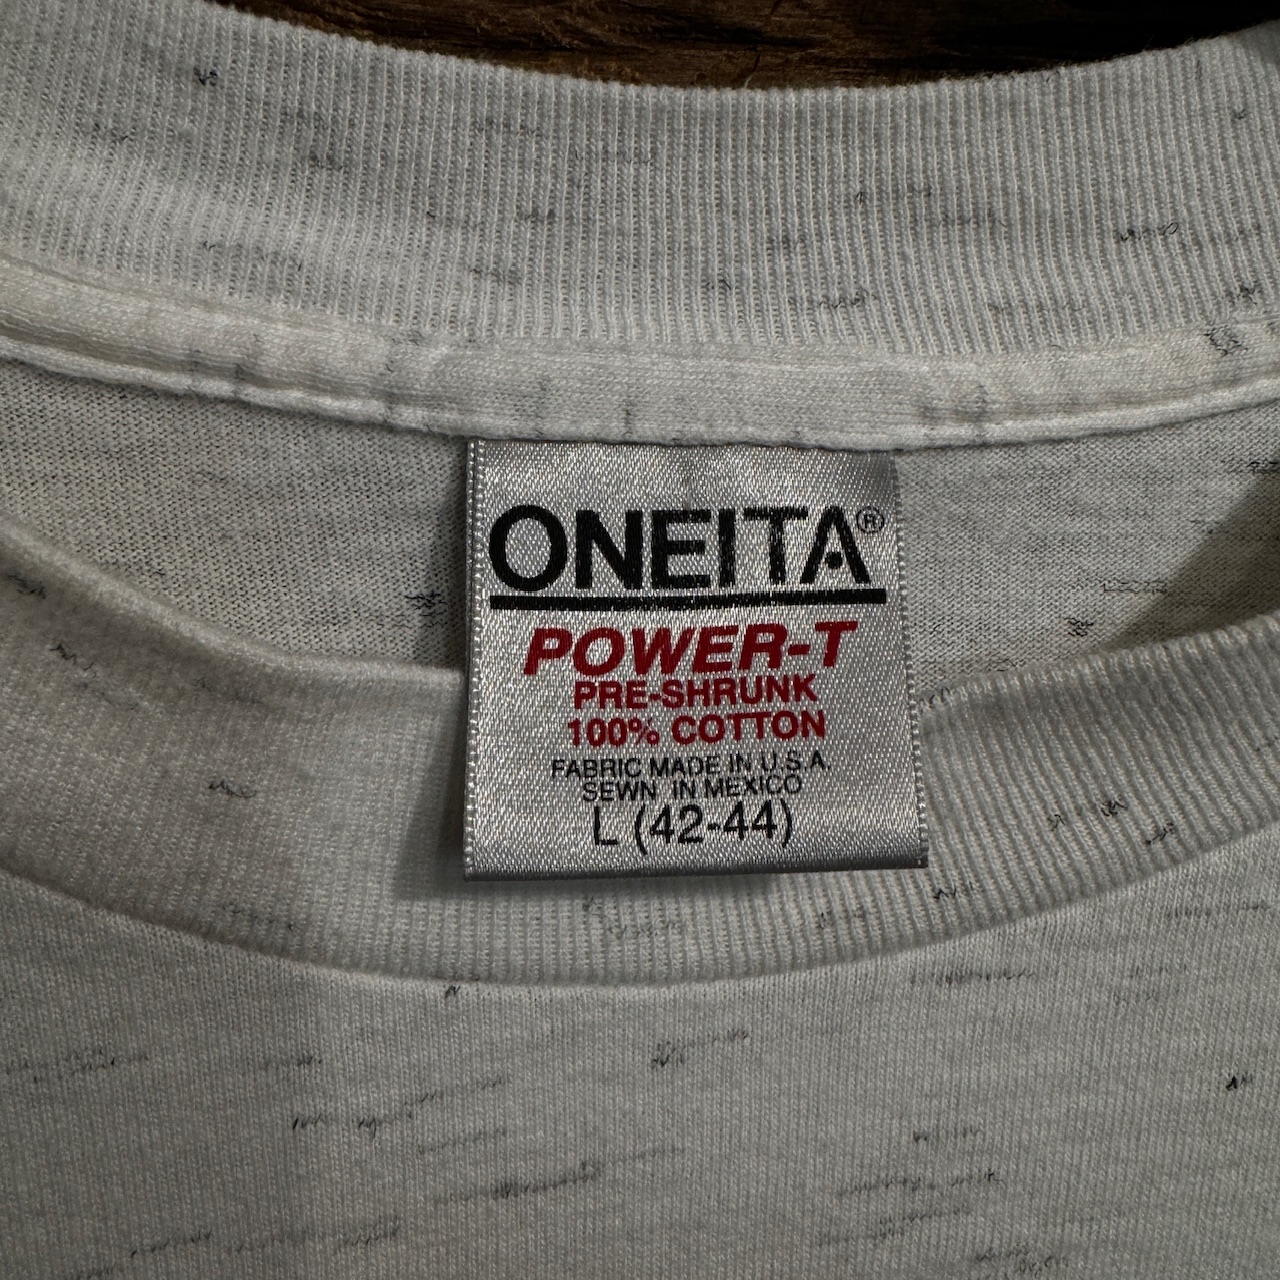 ONEITA®
POWER-T
PRE-SHRUNK
100% COTTON
FABRIC MADE IN U.S.A.
SEWN IN MEXICO
L (42-44)